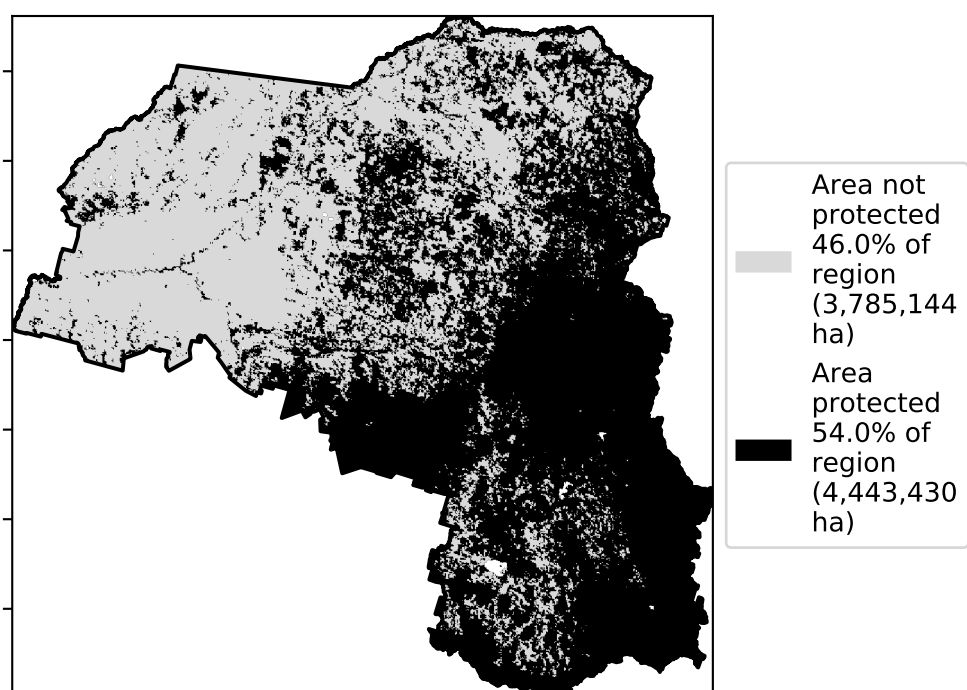 Area not
protected
46.0% of
region
(3,785,144
ha)
Area
protected
54.0% of
region
(4,443,430
ha)